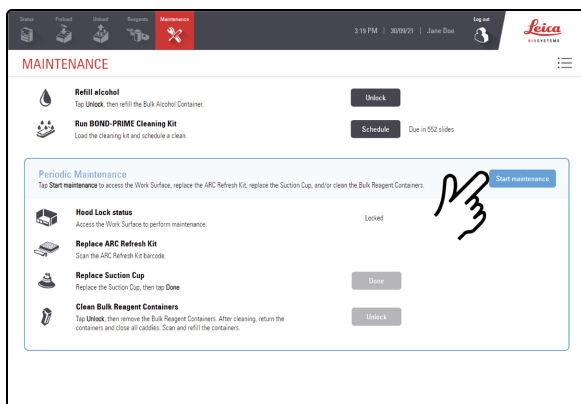 Status Preload Unload Reagents Maintenance Log out
3:19 PM | 30/09/21 | Jane Doe
Leica
BIOSYSTEMS
MAINTENANCE
Refill alcohol
Tap Unlock, then refill the Bulk Alcohol Container.
Unlock
Run BOND-PRIME Cleaning Kit
Load the cleaning kit and schedule a clean.
Schedule Due in 552 slides
Periodic Maintenance
Tap Start maintenance to access the Work Surface, replace the ARC Refresh Kit, replace the Suction Cup, and/or clean the Bulk Reagent Containers.
Start maintenance
Hood Lock status
Access the Work Surface to perform maintenance.
Locked
Replace ARC Refresh Kit
Scan the ARC Refresh Kit barcode.
Replace Suction Cup
Replace the Suction Cup, then tap Done
Done
Clean Bulk Reagent Containers
Tap Unlock, then remove the Bulk Reagent Containers. After cleaning, return the
containers and close all caddies. Scan and refill the containers.
Unlock